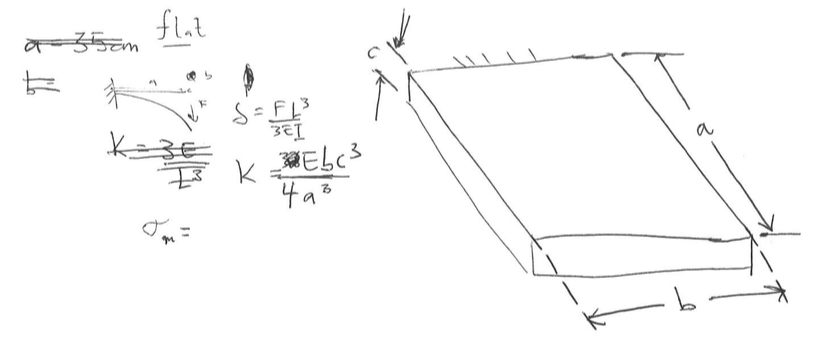 flat
a = 35cm
b =
a b
F
δ = FL³/3EI
K = 3E/L³
K = Ebc³/4a³
σm =
c
a
b